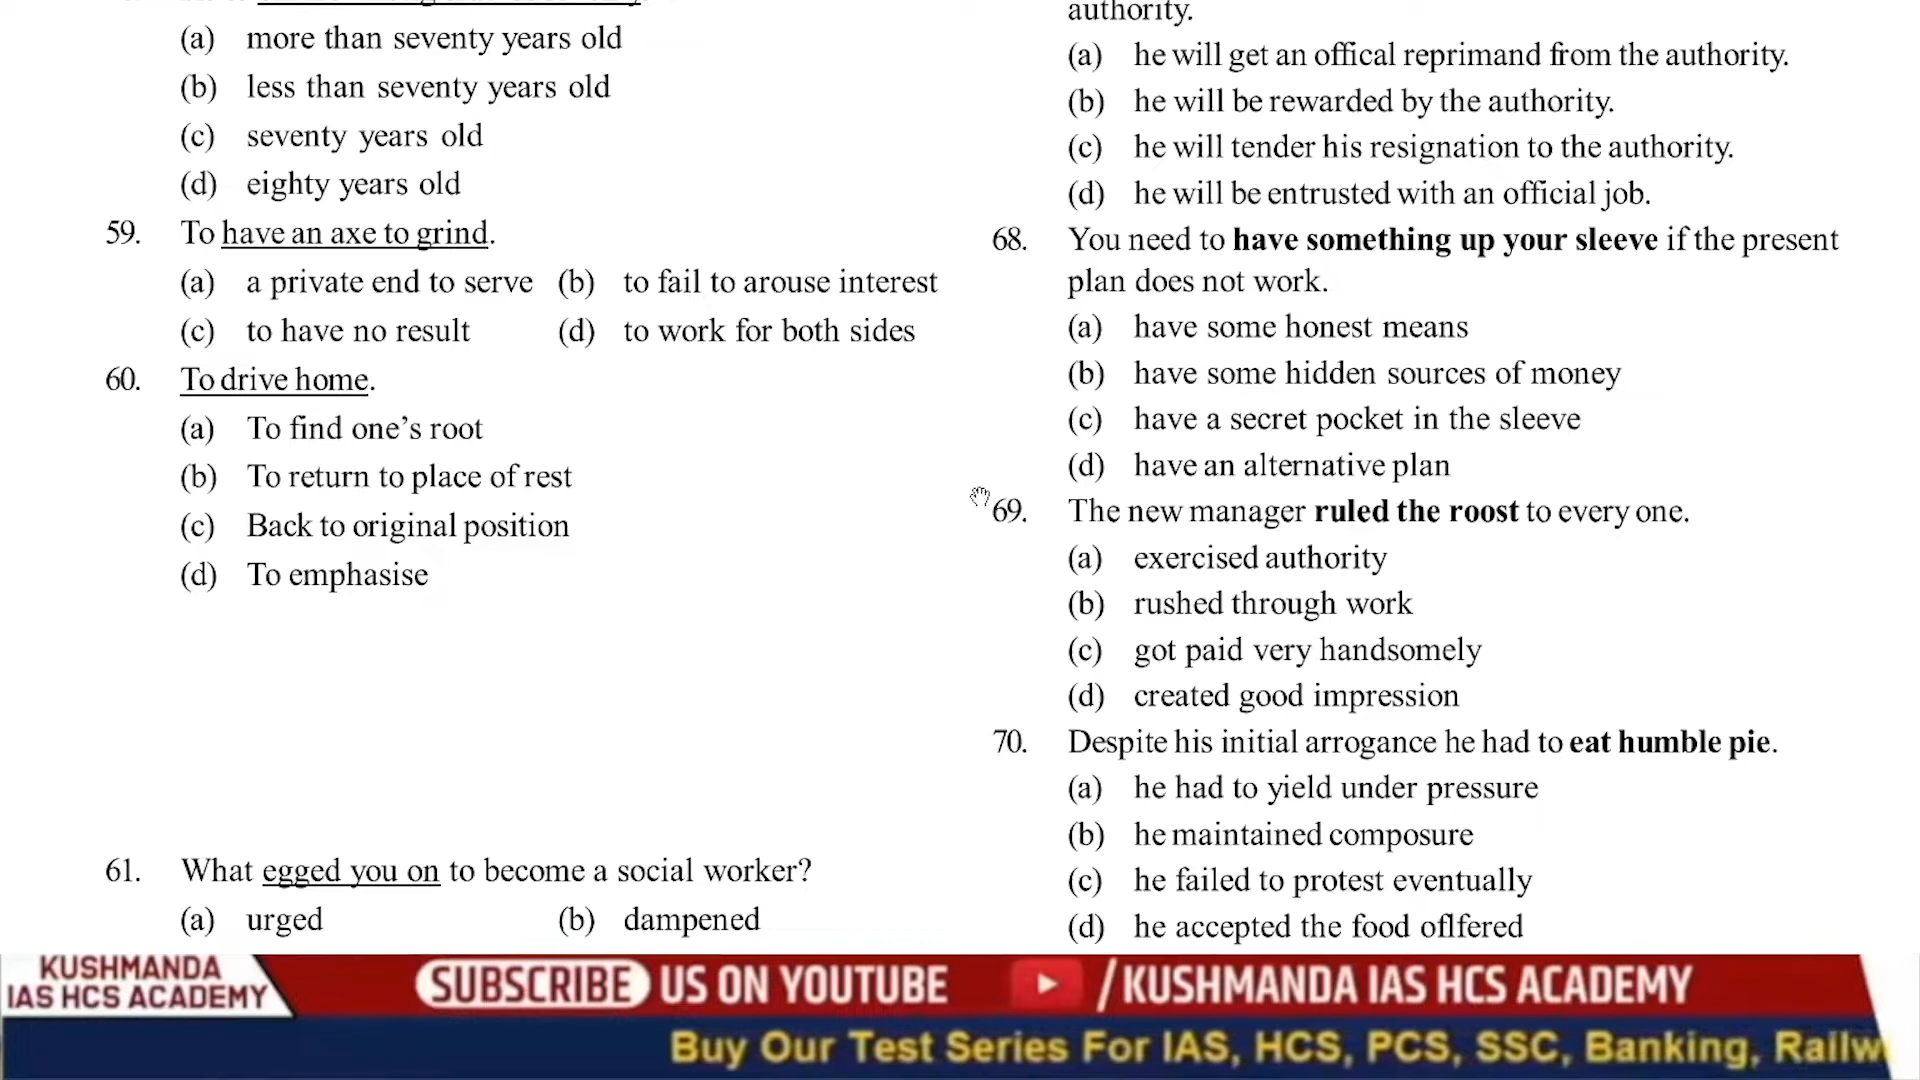 (a) more than seventy years old
(b) less than seventy years old
(c) seventy years old
(d) eighty years old
59. To have an axe to grind.
(a) a private end to serve (b) to fail to arouse interest
(c) to have no result (d) to work for both sides
60. To drive home.
(a) To find one’s root
(b) To return to place of rest
(c) Back to original position
(d) To emphasise
61. What egged you on to become a social worker?
(a) urged (b) dampened
authority.
(a) he will get an offical reprimand from the authority.
(b) he will be rewarded by the authority.
(c) he will tender his resignation to the authority.
(d) he will be entrusted with an official job.
68. You need to have something up your sleeve if the present
plan does not work.
(a) have some honest means
(b) have some hidden sources of money
(c) have a secret pocket in the sleeve
(d) have an alternative plan
69. The new manager ruled the roost to every one.
(a) exercised authority
(b) rushed through work
(c) got paid very handsomely
(d) created good impression
70. Despite his initial arrogance he had to eat humble pie.
(a) he had to yield under pressure
(b) he maintained composure
(c) he failed to protest eventually
(d) he accepted the food oflfered
KUSHMANDA
IAS HCS ACADEMY
SUBSCRIBE US ON YOUTUBE /KUSHMANDA IAS HCS ACADEMY
Buy Our Test Series For IAS, HCS, PCS, SSC, Banking, Railw